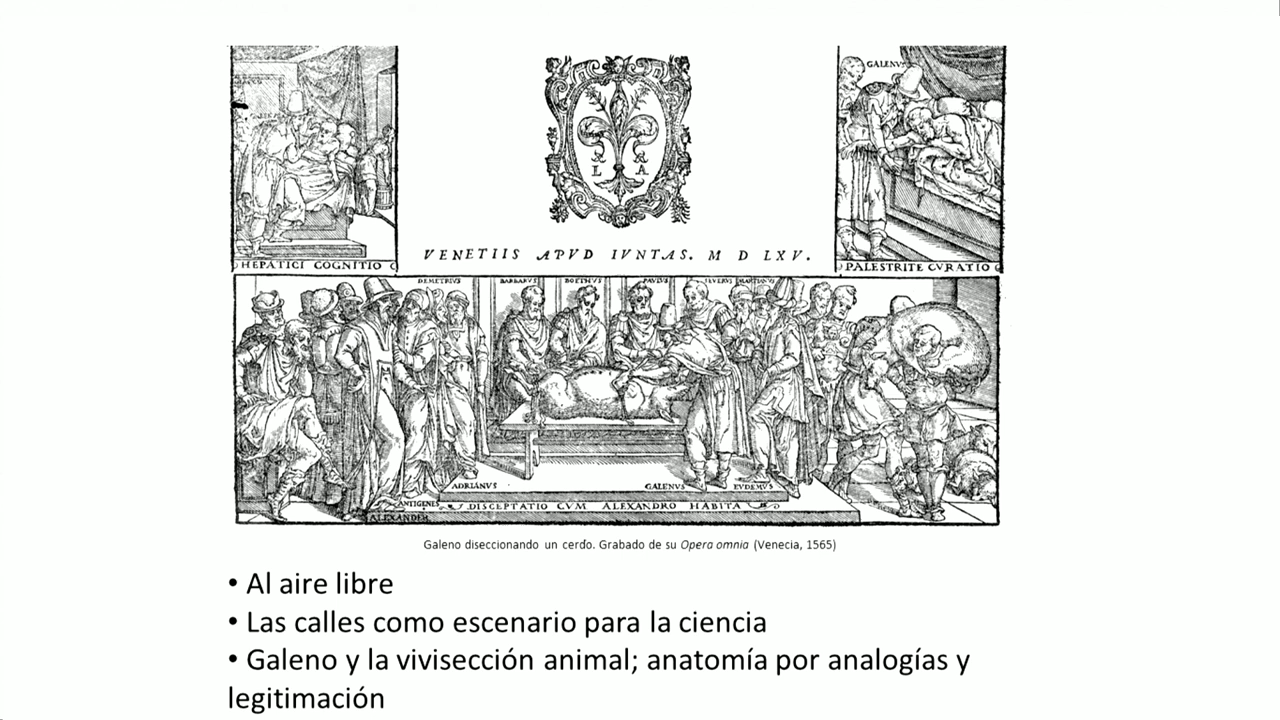 GALENVS
L A
VENETIIS APVD IVNTAS. M D LXV.
HEPATICI COGNITIO
PALESTRITE CVRATIO
DEMETRIVS
BARBARVS
BOETHVS
PAVLVS
SEVERVS
MARTIANVS
ADRIANVS
GALENVS
EVDEMVS
ANTIGENES
DISCEPTATIO CVM ALEXANDRO HABITA
ALEXANDER
Galeno diseccionando un cerdo. Grabado de su Opera omnia (Venecia, 1565)
• Al aire libre
• Las calles como escenario para la ciencia
• Galeno y la vivisección animal; anatomía por analogías y
legitimación